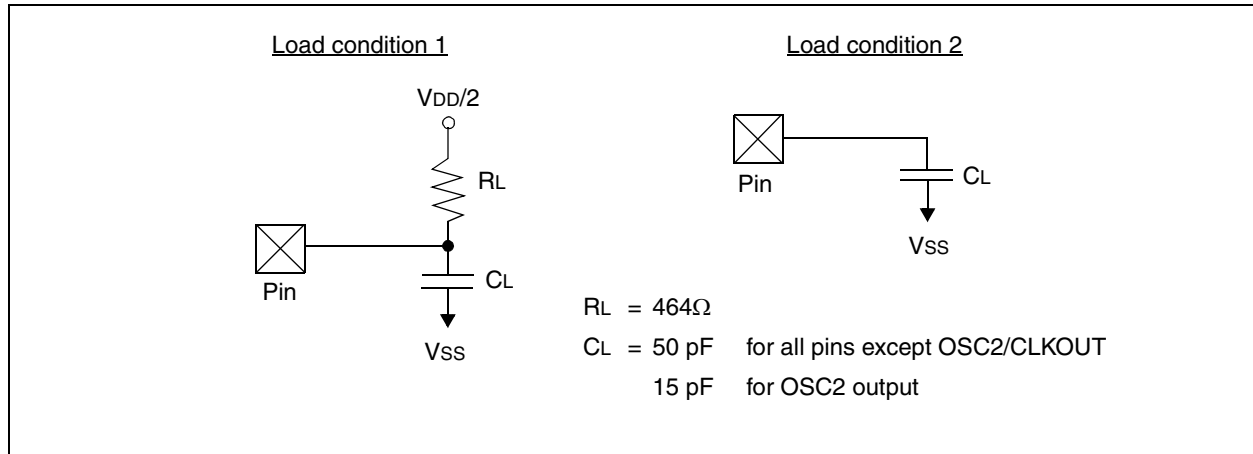 Load condition 1
VDD/2
RL
Pin
CL
VSS
Load condition 2
Pin
CL
VSS
RL = 464Ω
CL = 50 pF for all pins except OSC2/CLKOUT
15 pF for OSC2 output